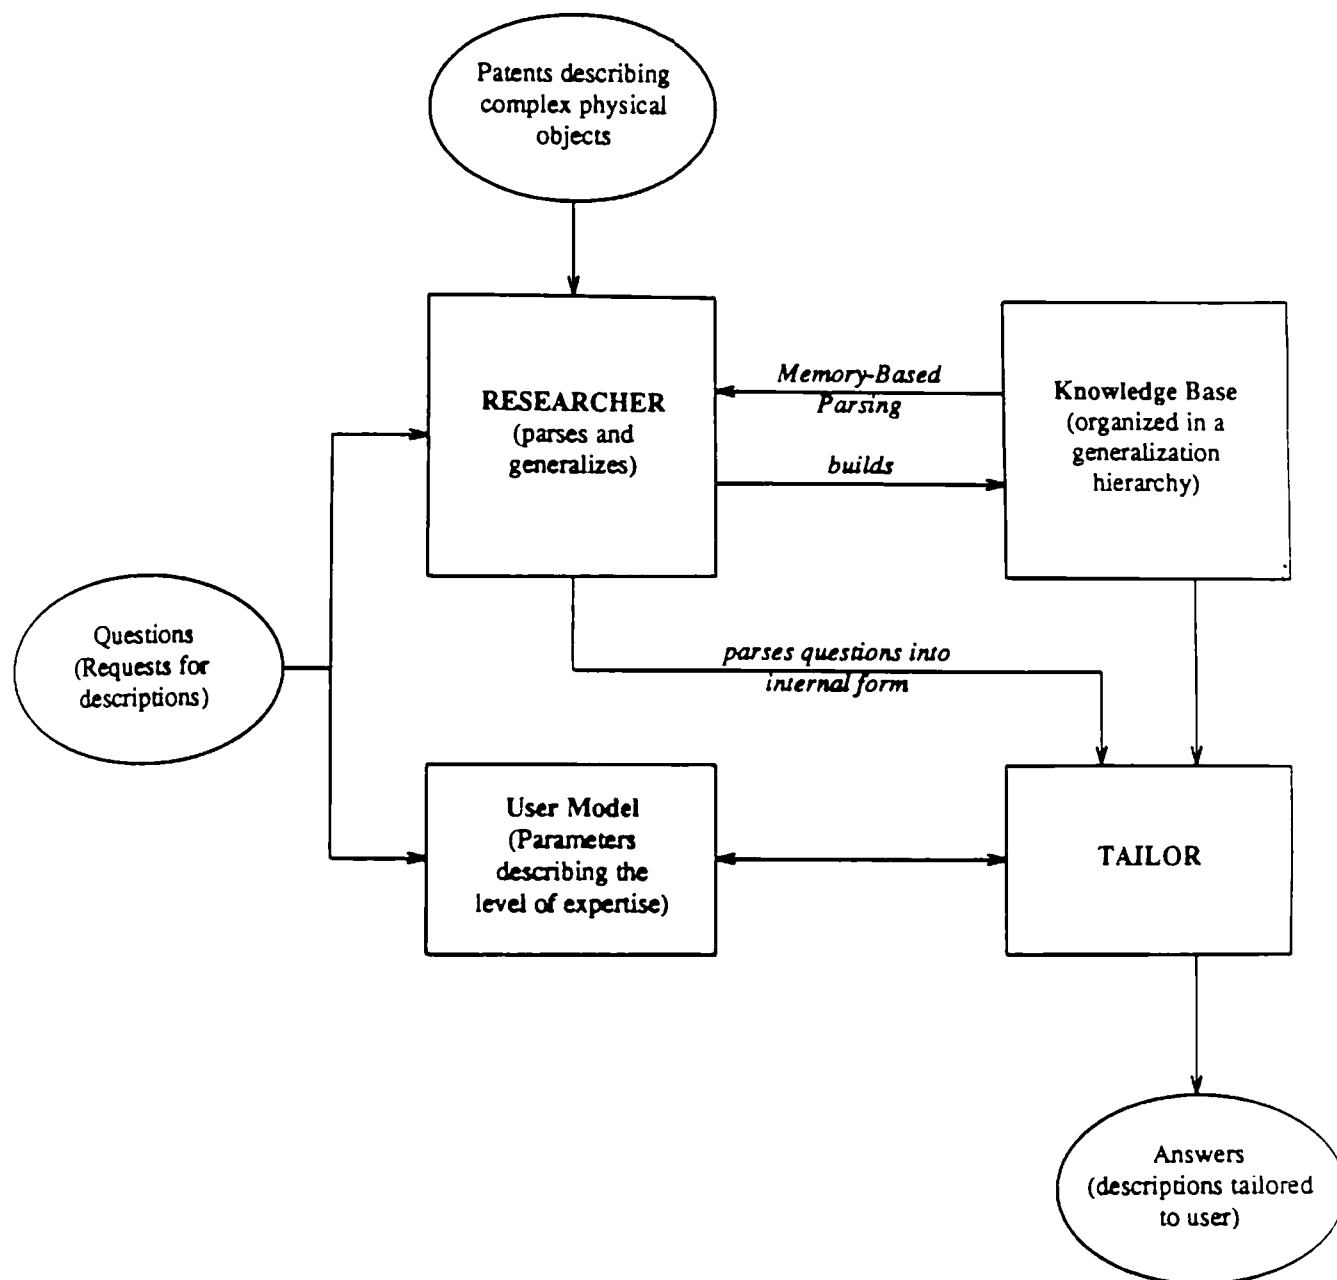 Patents describing
complex physical
objects
RESEARCHER
(parses and
generalizes)
Memory-Based
Parsing
builds
Knowledge Base
(organized in a
generalization
hierarchy)
Questions
(Requests for
descriptions)
parses questions into
internal form
User Model
(Parameters
describing the
level of expertise)
TAILOR
Answers
(descriptions tailored
to user)